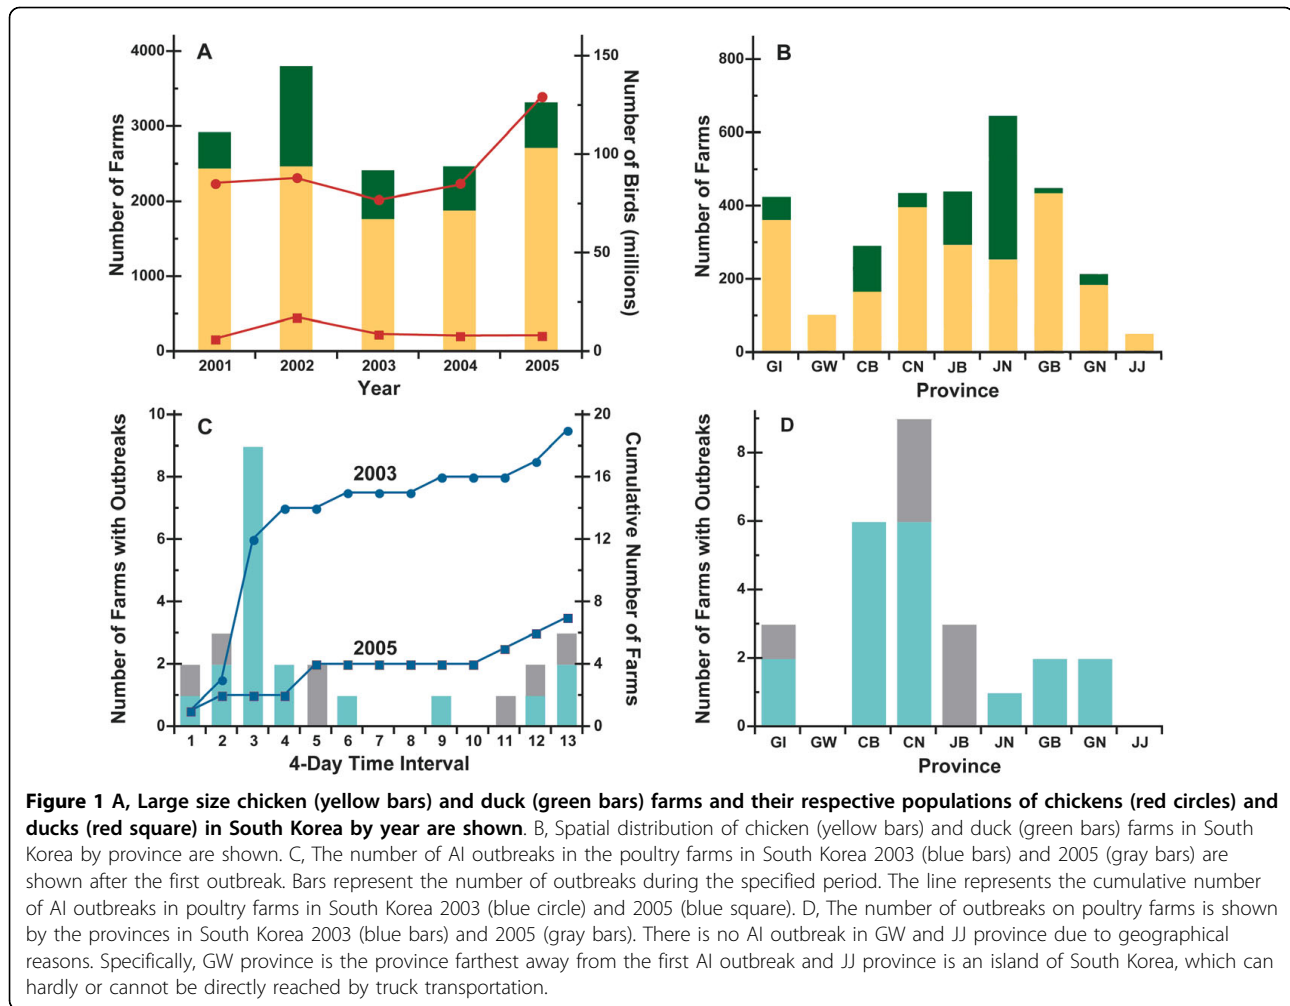 A
Number of Farms
4000
3000
2000
1000
0
150
100
50
0
Number of Birds (millions)
2001 2002 2003 2004 2005
Year
B
Number of Farms
800
600
400
200
0
GI GW CB CN JB JN GB GN JJ
Province
C
Number of Farms with Outbreaks
10
8
6
4
2
0
2003
2005
20
16
12
8
4
0
Cumulative Number of Farms
1 2 3 4 5 6 7 8 9 10 11 12 13
4-Day Time Interval
D
Number of Farms with Outbreaks
8
6
4
2
0
GI GW CB CN JB JN GB GN JJ
Province
Figure 1 A, Large size chicken (yellow bars) and duck (green bars) farms and their respective populations of chickens (red circles) and
ducks (red square) in South Korea by year are shown. B, Spatial distribution of chicken (yellow bars) and duck (green bars) farms in South
Korea by province are shown. C, The number of AI outbreaks in the poultry farms in South Korea 2003 (blue bars) and 2005 (gray bars) are
shown after the first outbreak. Bars represent the number of outbreaks during the specified period. The line represents the cumulative number
of AI outbreaks in poultry farms in South Korea 2003 (blue circle) and 2005 (blue square). D, The number of outbreaks on poultry farms is shown
by the provinces in South Korea 2003 (blue bars) and 2005 (gray bars). There is no AI outbreak in GW and JJ province due to geographical
reasons. Specifically, GW province is the province farthest away from the first AI outbreak and JJ province is an island of South Korea, which can
hardly or cannot be directly reached by truck transportation.